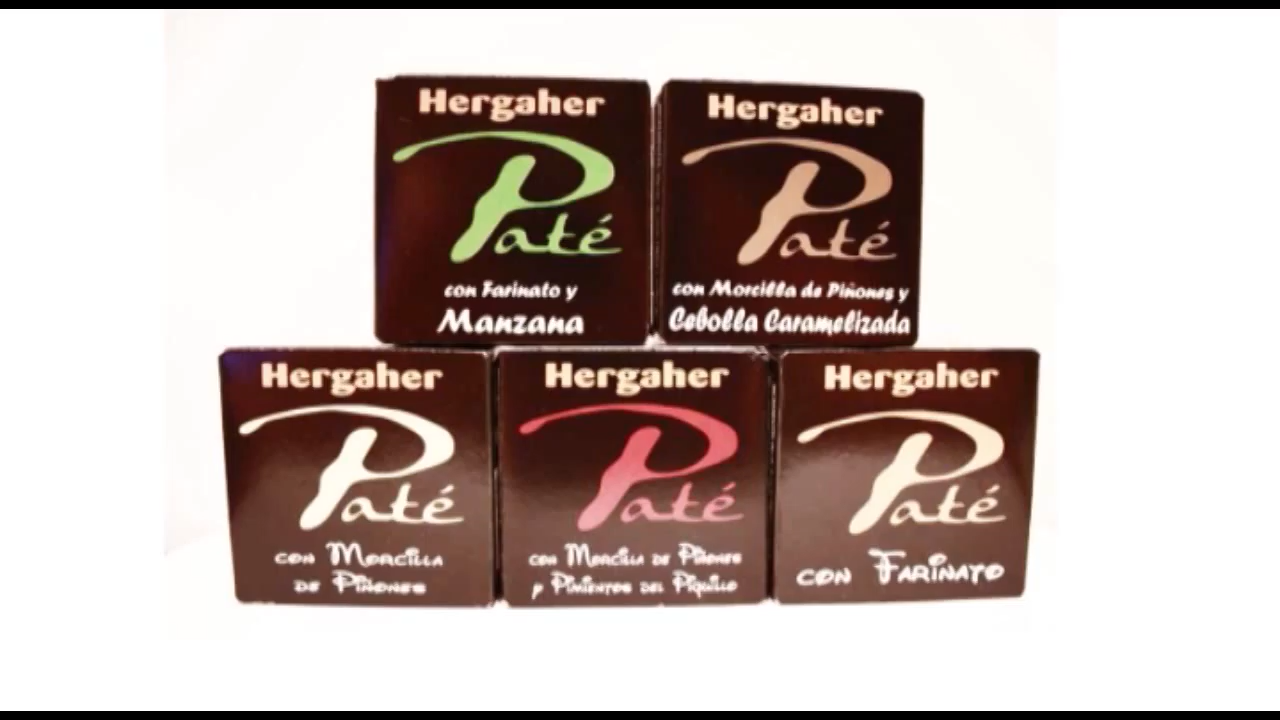 Hergaher
Paté
con Farinato y
Manzana
Hergaher
Paté
con Morcilla de Piñones y
Cebolla Caramelizada
Hergaher
Paté
con Morcilla
de Piñones
Hergaher
Paté
con Morcilla de Piñones
y Pimientos del Piquillo
Hergaher
Paté
con Farinato